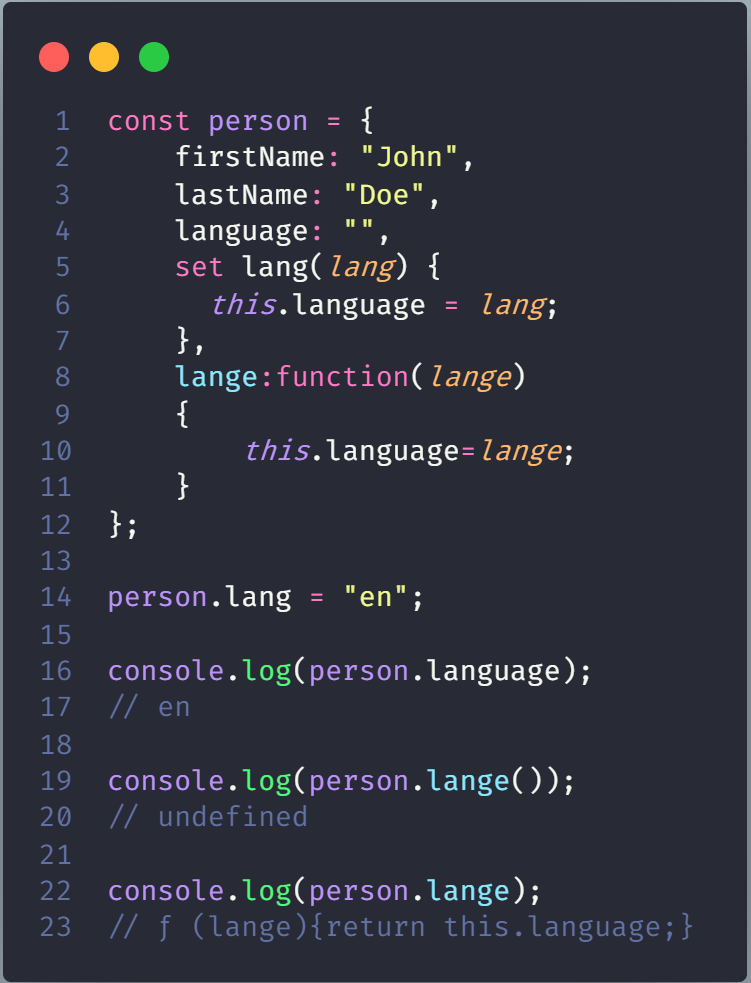 1 const person = {
2     firstName: "John",
3     lastName: "Doe",
4     language: "",
5     set lang(lang) {
6       this.language = lang;
7     },
8     lange:function(lange)
9     {
10         this.language=lange;
11     }
12 };
13
14 person.lang = "en";
15
16 console.log(person.language);
17 // en
18
19 console.log(person.lange());
20 // undefined
21
22 console.log(person.lange);
23 // ƒ (lange){return this.language;}